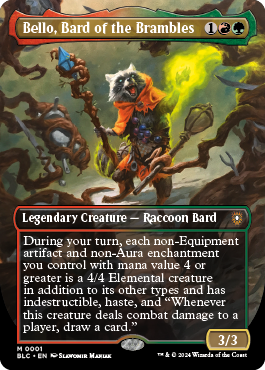 Bello, Bard of the Brambles 1
Legendary Creature — Raccoon Bard
During your turn, each non-Equipment
artifact and non-Aura enchantment
you control with mana value 4 or
greater is a 4/4 Elemental creature
in addition to its other types and has
indestructible, haste, and “Whenever
this creature deals combat damage to a
player, draw a card.”
3/3
M 0001
BLC • EN Slawomir Maniak
™ & © 2024 Wizards of the Coast